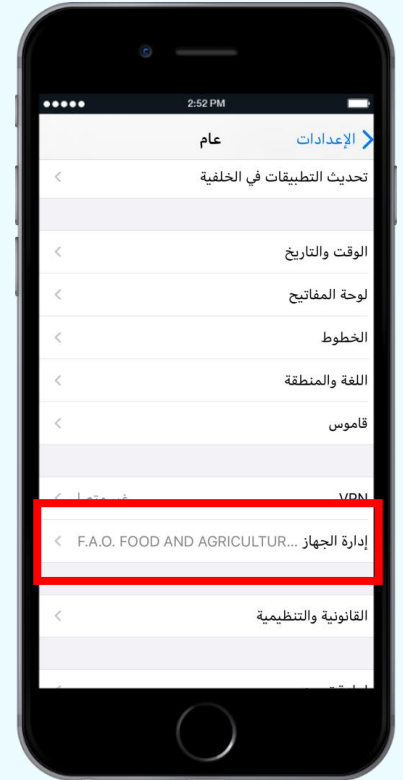 2:52 PM
الإعدادات عام
تحديث التطبيقات في الخلفية
الوقت والتاريخ
لوحة المفاتيح
الخطوط
اللغة والمنطقة
قاموس
VPN
إدارة الجهاز F.A.O. FOOD AND AGRICULTUR...
القانونية والتنظيمية